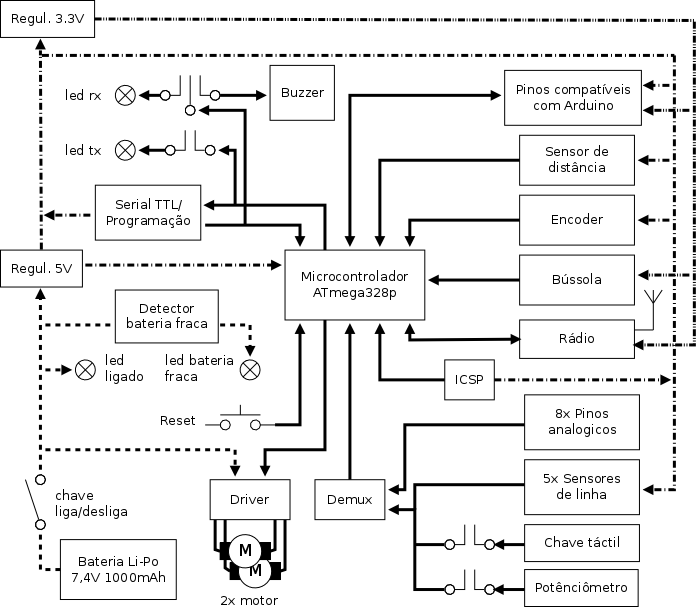 Regul. 3.3V
led rx
Buzzer
Pinos compatíveis
com Arduino
led tx
Sensor de
distância
Serial TTL/
Programação
Encoder
Regul. 5V
Microcontrolador
ATmega328p
Bússola
Detector
bateria fraca
Rádio
led
ligado
led bateria
fraca
ICSP
Reset
8x Pinos
analogicos
chave
liga/desliga
Driver
Demux
5x Sensores
de linha
Chave táctil
Bateria Li-Po
7,4V 1000mAh
M
M
2x motor
Potênciômetro